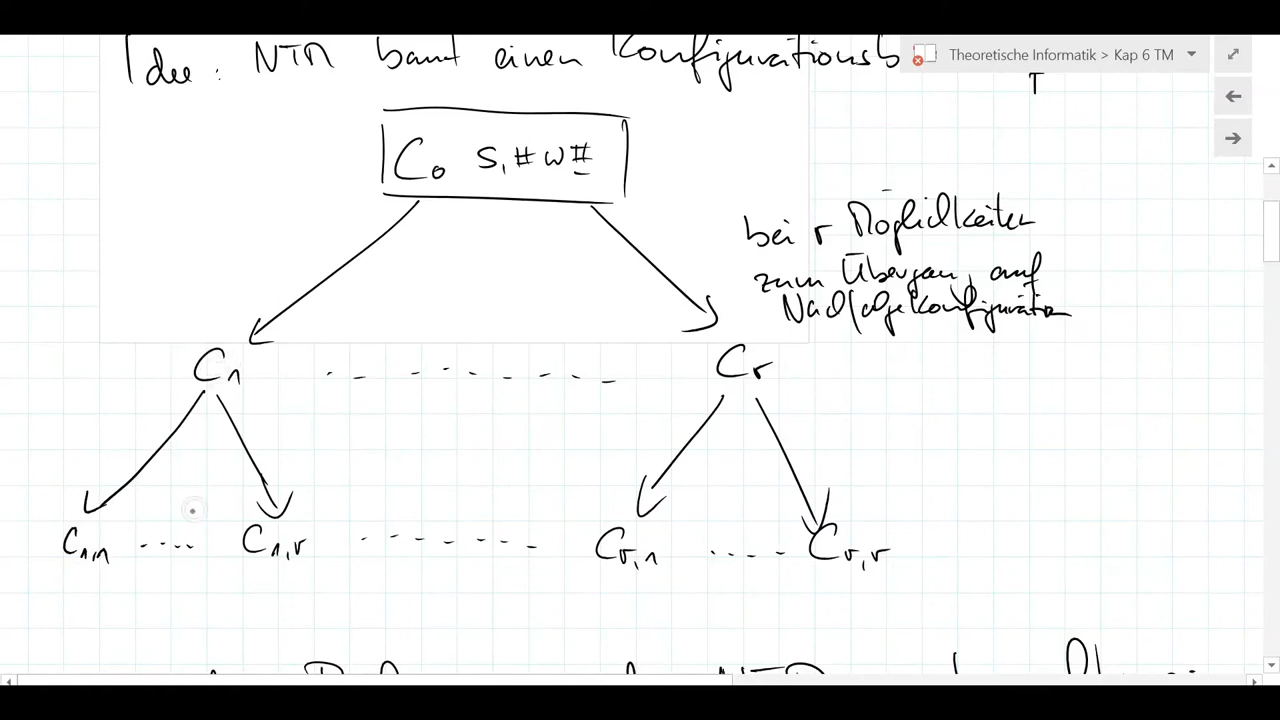 Idee: NTM baut einen Konfigurationsb
Theoretische Informatik > Kap 6 TM
C₀ s, # w #
bei r Möglichkeiten
zum Übergang auf
Nachfolgekonfiguration
C₁ . . . . . . . . Cᵣ
C₁,₁ ..... C₁,ᵣ . . . . . . . . Cᵣ,₁ ..... Cᵣ,ᵣ